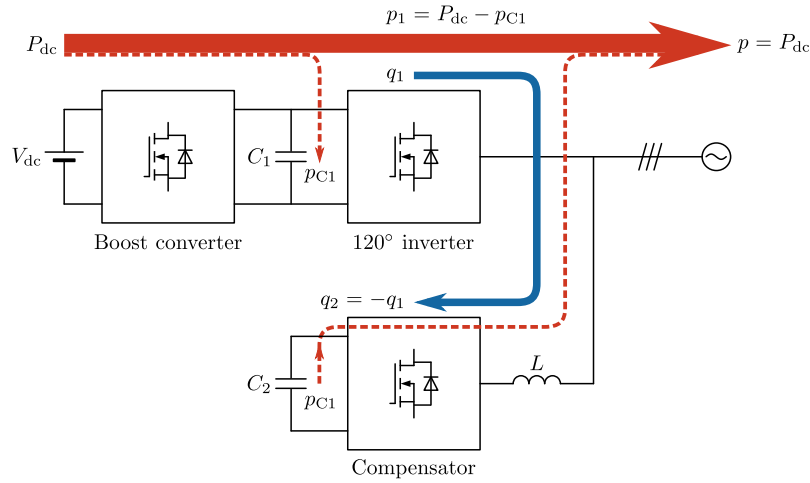 p₁ = P_dc − p_C1
P_dc
p = P_dc
q₁
V_dc
C₁
p_C1
Boost converter
120° inverter
q₂ = −q₁
C₂
p_C1
L
Compensator